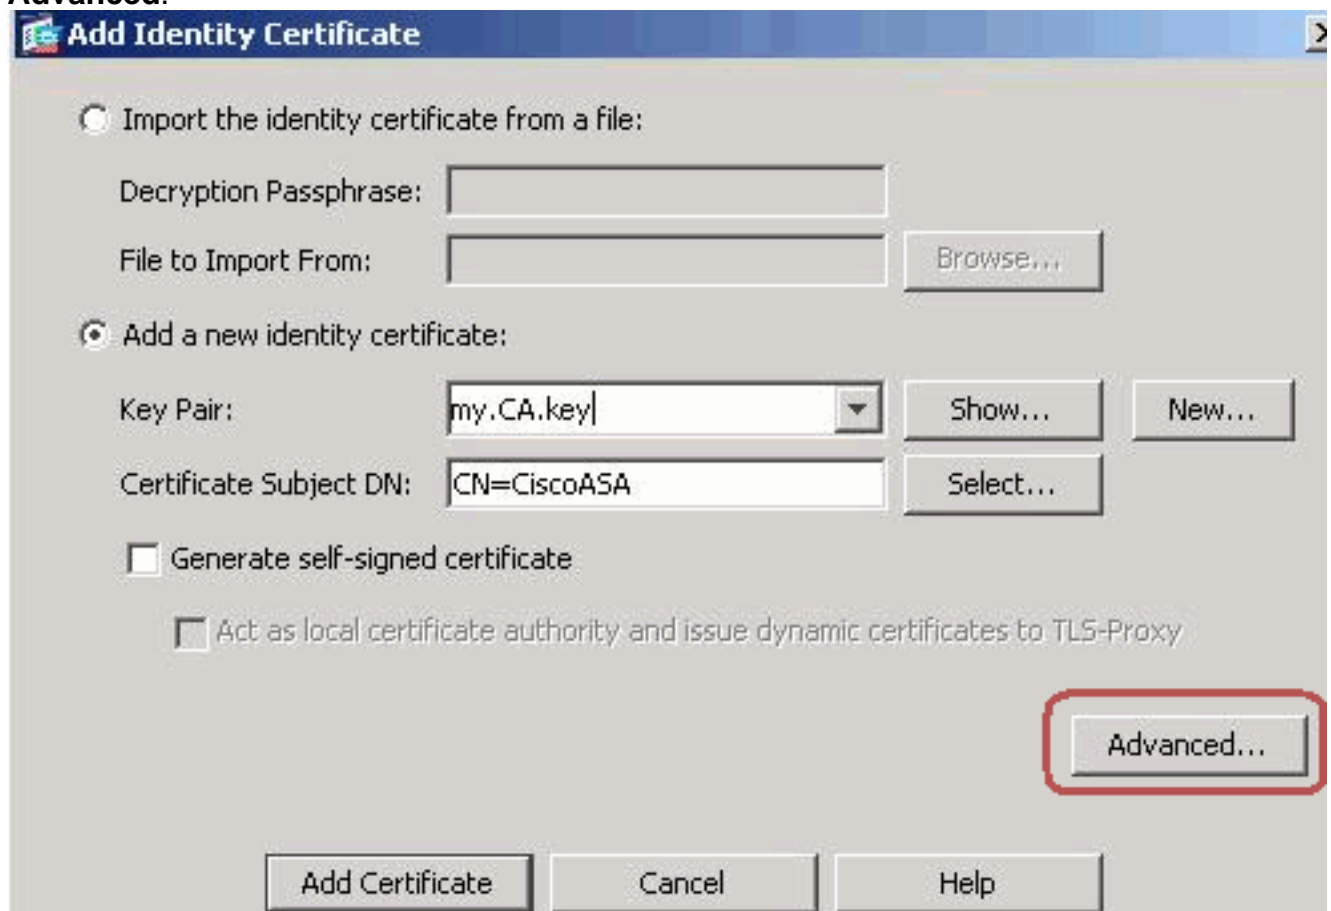 Advanced.
Add Identity Certificate
Import the identity certificate from a file:
Decryption Passphrase:
File to Import From: Browse...
Add a new identity certificate:
Key Pair: my.CA.key Show... New...
Certificate Subject DN: CN=CiscoASA Select...
Generate self-signed certificate
Act as local certificate authority and issue dynamic certificates to TLS-Proxy
Advanced...
Add Certificate Cancel Help